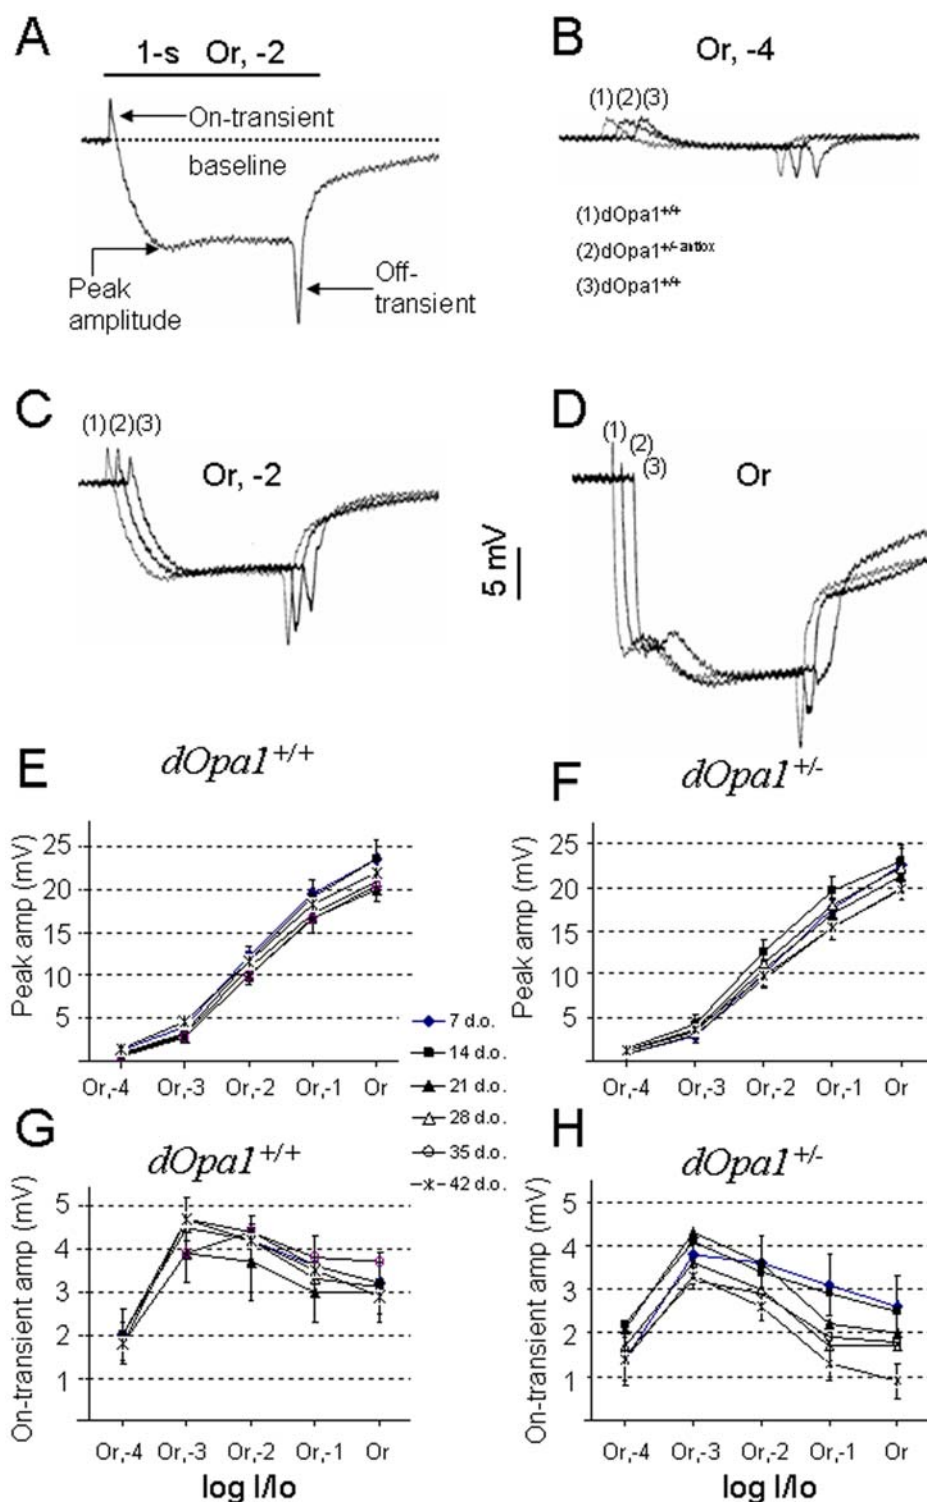 A
1-s Or, -2
On-transient
baseline
Peak
amplitude
Off-
transient
B
Or, -4
(1) (2) (3)
(1)dOpa1+/+
(2)dOpa1+/- antiox
(3)dOpa1+/+
C
(1) (2) (3)
Or, -2
D
(1)
(2)
(3)
Or
5 mV
E
dOpa1+/+
Peak amp (mV)
25
20
15
10
5
Or,-4 Or,-3 Or,-2 Or,-1 Or
F
dOpa1+/-
Peak amp (mV)
25
20
15
10
5
Or,-4 Or,-3 Or,-2 Or,-1 Or
7 d.o.
14 d.o.
21 d.o.
28 d.o.
35 d.o.
42 d.o.
G
dOpa1+/+
On-transient amp (mV)
5
4
3
2
1
Or,-4 Or,-3 Or,-2 Or,-1 Or
log I/Io
H
dOpa1+/-
On-transient amp (mV)
5
4
3
2
1
Or,-4 Or,-3 Or,-2 Or,-1 Or
log I/Io